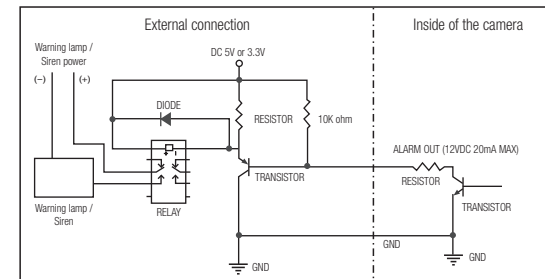 External connection
Inside of the camera
Warning lamp /
Siren power
(−)
(+)
DC 5V or 3.3V
DIODE
RESISTOR
10K ohm
ALARM OUT (12VDC 20mA MAX)
RESISTOR
TRANSISTOR
TRANSISTOR
Warning lamp /
Siren
RELAY
GND
GND
GND